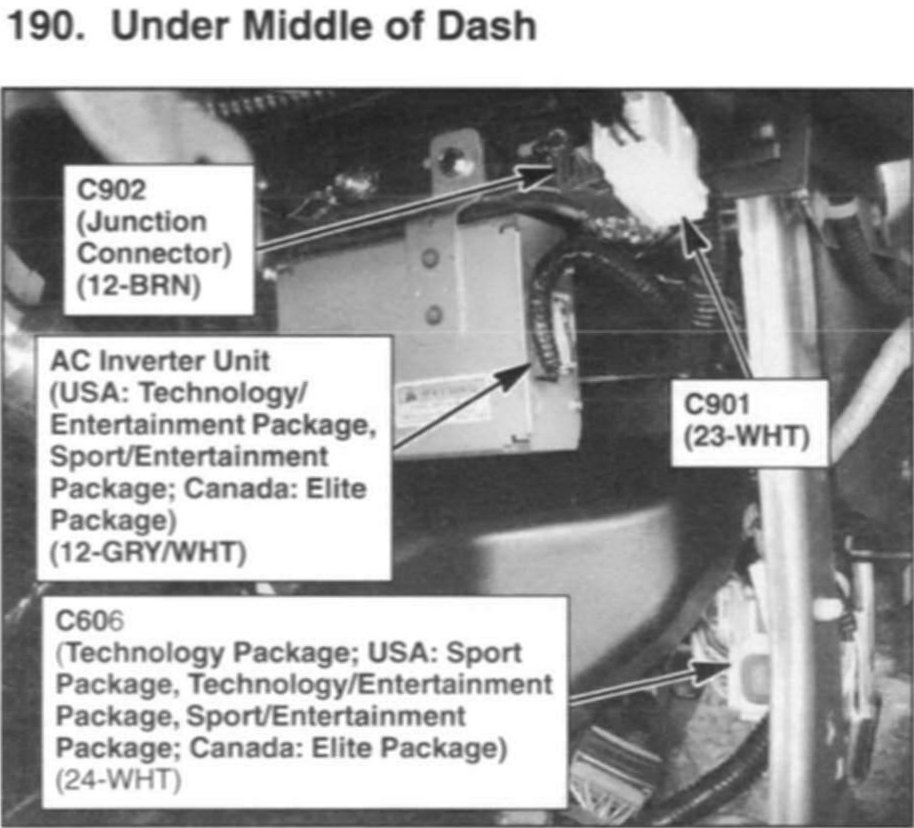 190. Under Middle of Dash
C902
(Junction
Connector)
(12-BRN)
AC Inverter Unit
(USA: Technology/
Entertainment Package,
Sport/Entertainment
Package; Canada: Elite
Package)
(12-GRY/WHT)
C901
(23-WHT)
C606
(Technology Package; USA: Sport
Package, Technology/Entertainment
Package, Sport/Entertainment
Package; Canada: Elite Package)
(24-WHT)